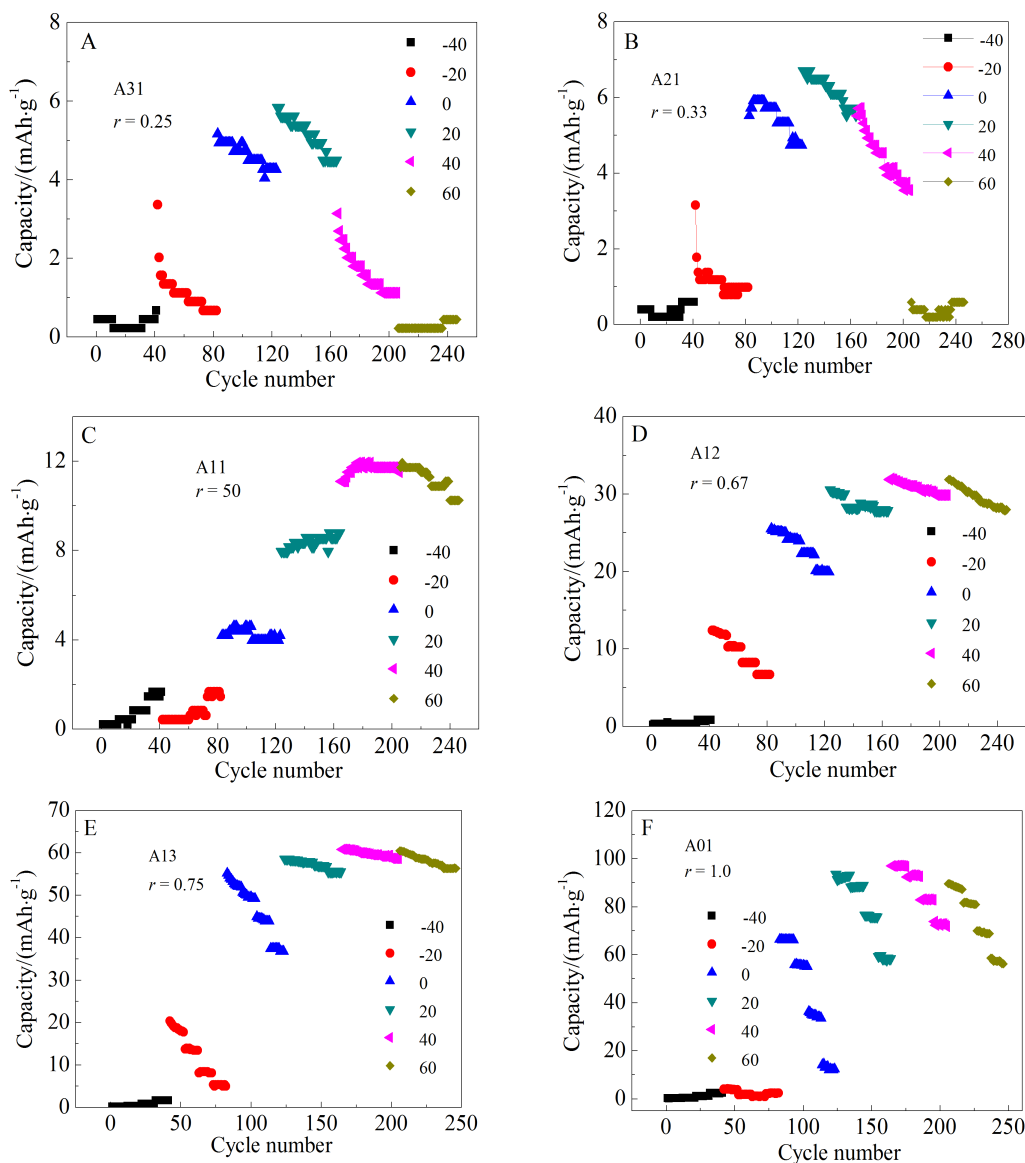 A
A31
r = 0.25
-40
-20
0
20
40
60
Capacity/(mAh·g⁻¹)
8
6
4
2
0
0 40 80 120 160 200 240
Cycle number
B
A21
r = 0.33
-40
-20
0
20
40
60
Capacity/(mAh·g⁻¹)
8
6
4
2
0
0 40 80 120 160 200 240 280
Cycle number
C
A11
r = 50
-40
-20
0
20
40
60
Capacity/(mAh·g⁻¹)
12
8
4
0
0 40 80 120 160 200 240
Cycle number
D
A12
r = 0.67
-40
-20
0
20
40
60
Capacity/(mAh·g⁻¹)
40
30
20
10
0
0 40 80 120 160 200 240
Cycle number
E
A13
r = 0.75
-40
-20
0
20
40
60
Capacity/(mAh·g⁻¹)
70
60
50
40
30
20
10
0
50 100 150 200 250
Cycle number
F
A01
r = 1.0
-40
-20
0
20
40
60
Capacity/(mAh·g⁻¹)
120
100
80
60
40
20
0
0 50 100 150 200 250
Cycle number